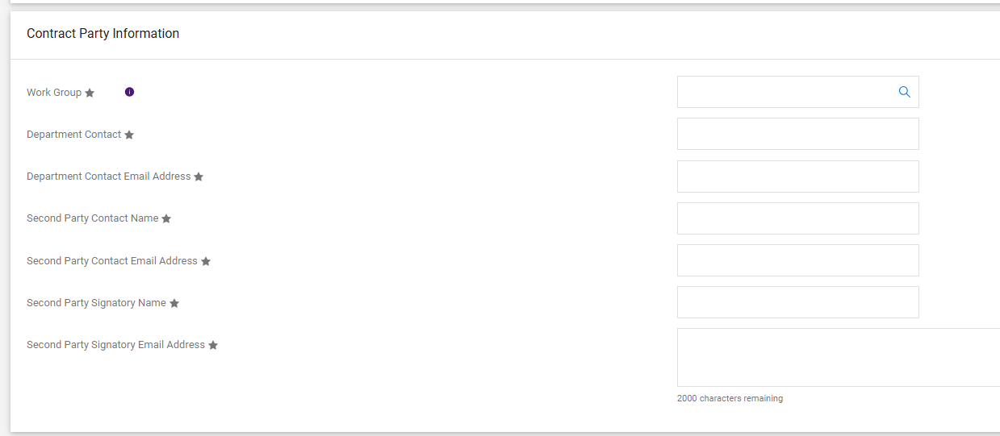 Contract Party Information
Work Group
Department Contact
Department Contact Email Address
Second Party Contact Name
Second Party Contact Email Address
Second Party Signatory Name
Second Party Signatory Email Address
2000 characters remaining